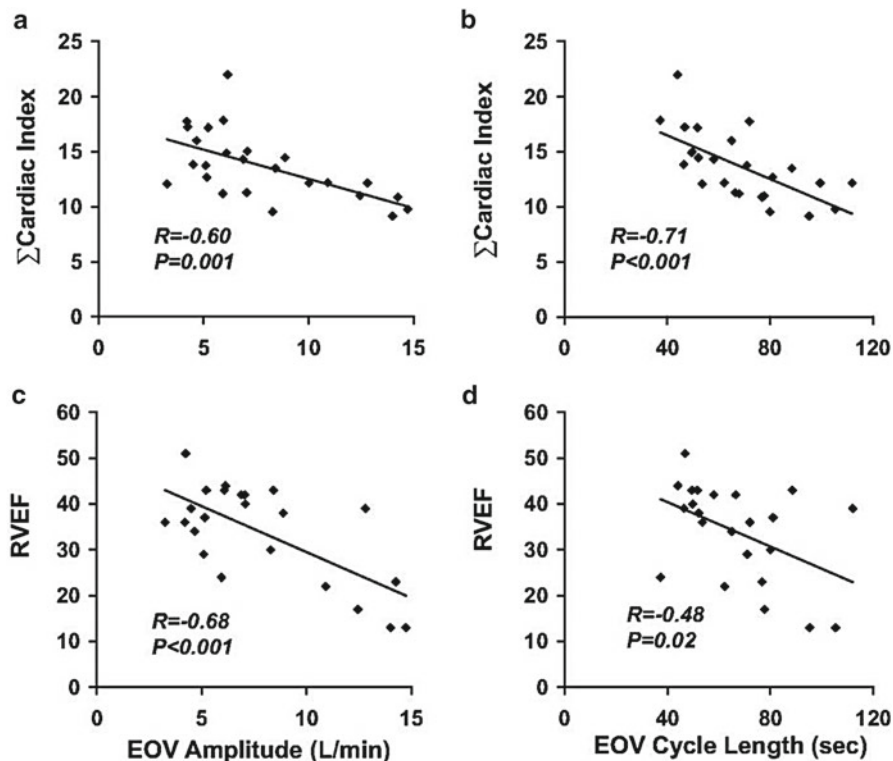 a
25
20
15
10
5
0
ΣCardiac Index
R=-0.60
P=0.001
0 5 10 15
b
25
20
15
10
5
0
ΣCardiac Index
R=-0.71
P<0.001
0 40 80 120
c
60
50
40
30
20
10
0
RVEF
R=-0.68
P<0.001
0 5 10 15
EOV Amplitude (L/min)
d
60
50
40
30
20
10
0
RVEF
R=-0.48
P=0.02
0 40 80 120
EOV Cycle Length (sec)